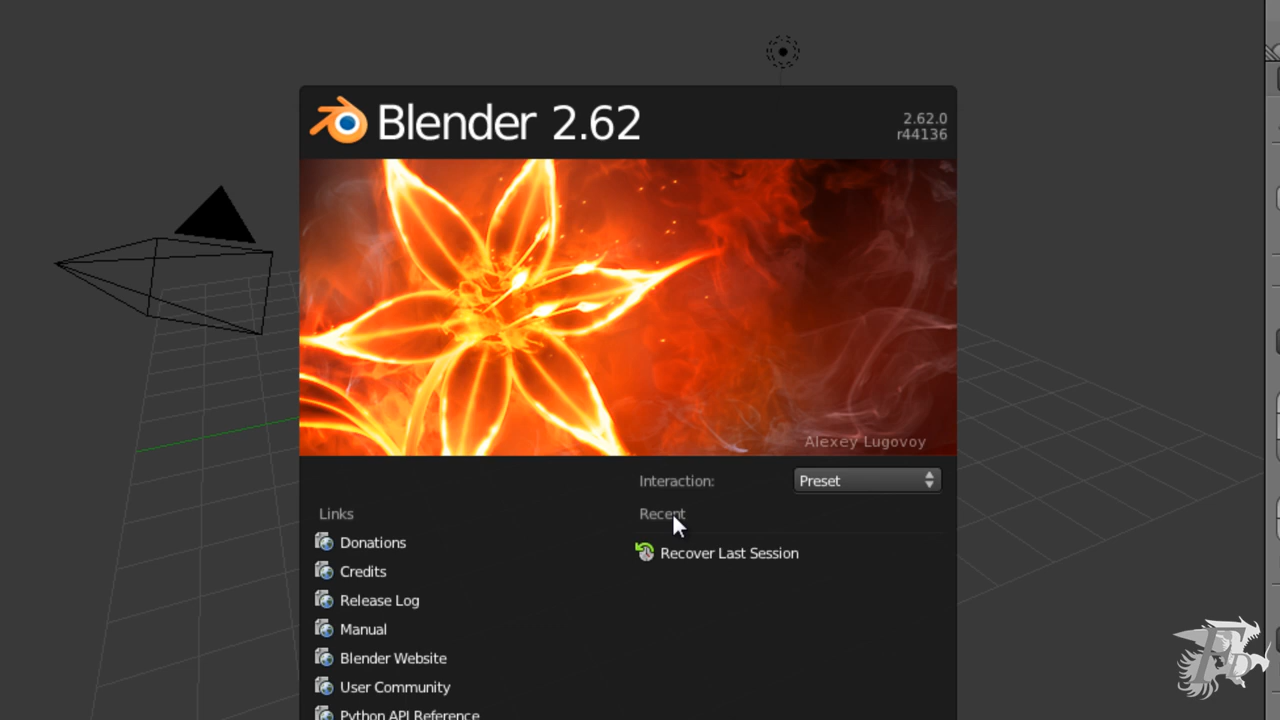 Blender 2.62
2.62.0
r44136
Alexey Lugovoy
Interaction:
Preset
Links
Recent
Donations
Recover Last Session
Credits
Release Log
Manual
Blender Website
User Community
Python API Reference